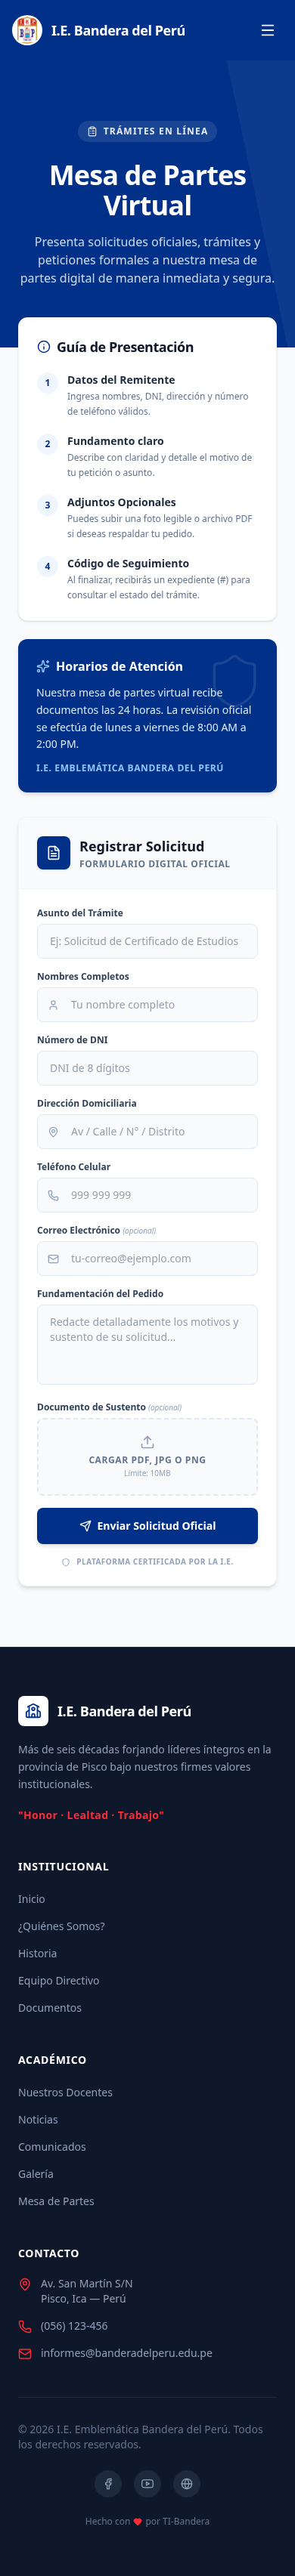 I.E. Bandera del Perú
TRÁMITES EN LÍNEA
Mesa de Partes
Virtual
Presenta solicitudes oficiales, trámites y
peticiones formales a nuestra mesa de
partes digital de manera inmediata y segura.
Guía de Presentación
1
Datos del Remitente
Ingresa nombres, DNI, dirección y número
de teléfono válidos.
2
Fundamento claro
Describe con claridad y detalle el motivo de
tu petición o asunto.
3
Adjuntos Opcionales
Puedes subir una foto legible o archivo PDF
si deseas respaldar tu pedido.
4
Código de Seguimiento
Al finalizar, recibirás un expediente (#) para
consultar el estado del trámite.
Horarios de Atención
Nuestra mesa de partes virtual recibe
documentos las 24 horas. La revisión oficial
se efectúa de lunes a viernes de 8:00 AM a
2:00 PM.
I.E. EMBLEMÁTICA BANDERA DEL PERÚ
Registrar Solicitud
FORMULARIO DIGITAL OFICIAL
Asunto del Trámite
Ej: Solicitud de Certificado de Estudios
Nombres Completos
Tu nombre completo
Número de DNI
DNI de 8 dígitos
Dirección Domiciliaria
Av / Calle / N° / Distrito
Teléfono Celular
999 999 999
Correo Electrónico (opcional)
tu-correo@ejemplo.com
Fundamentación del Pedido
Redacte detalladamente los motivos y
sustento de su solicitud...
Documento de Sustento (opcional)
CARGAR PDF, JPG O PNG
Límite: 10MB
Enviar Solicitud Oficial
PLATAFORMA CERTIFICADA POR LA I.E.
I.E. Bandera del Perú
Más de seis décadas forjando líderes íntegros en la
provincia de Pisco bajo nuestros firmes valores
institucionales.
"Honor · Lealtad · Trabajo"
INSTITUCIONAL
Inicio
¿Quiénes Somos?
Historia
Equipo Directivo
Documentos
ACADÉMICO
Nuestros Docentes
Noticias
Comunicados
Galería
Mesa de Partes
CONTACTO
Av. San Martín S/N
Pisco, Ica — Perú
(056) 123-456
informes@banderadelperu.edu.pe
© 2026 I.E. Emblemática Bandera del Perú. Todos
los derechos reservados.
Hecho con ❤ por TI-Bandera